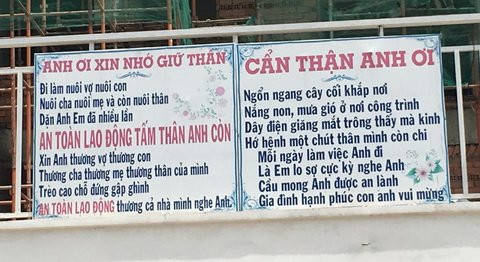 ANH ƠI XIN NHỚ GIỮ THÂN
Đi làm nuôi vợ nuôi con
Nuôi cha nuôi mẹ và còn nuôi thân
Dặn Anh Em đã nhiều lần
AN TOÀN LAO ĐỘNG TẤM THÂN ANH CÒN
Xin Anh thương vợ thương con
Thương cha thương mẹ thương thân của mình
Trèo cao chỗ đứng gập ghình
AN TOÀN LAO ĐỘNG thương cả nhà mình nghe Anh.
CẨN THÂN ANH ƠI
Ngổn ngang cây cối khắp nơi
Nắng non, mưa gió ở nơi công trình
Dây điện giăng mắt trông thấy mà kinh
Hớ hênh một chút thân mình còn chi
Mỗi ngày làm việc Anh đi
Là Em lo sợ cực kỳ nghe Anh
Cầu mong Anh được an lành
Gia đình hạnh phúc con anh vui mừng